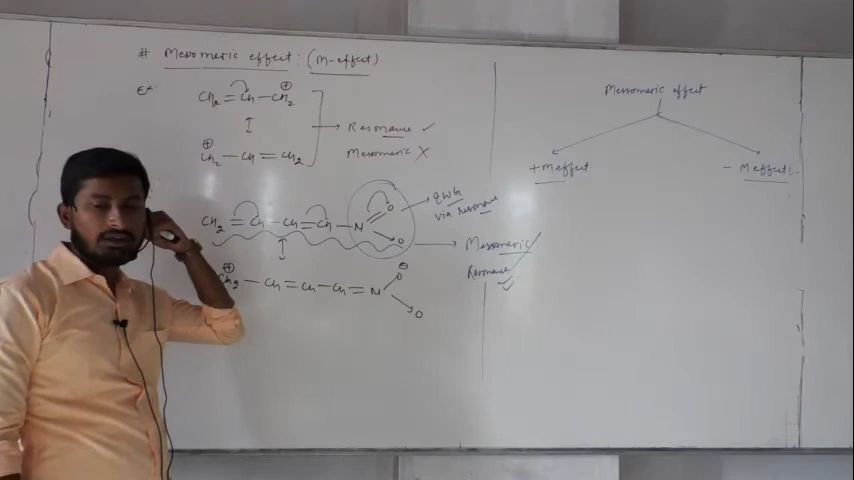 # Mesomeric effect : (M-effect)
Ex:
CH2 = CH — CH2 ⊕
↕
⊕
CH2 — CH = CH2
Resonance ✓
Mesomeric X
CH2 = CH — CH = CH — N = O → O
EWG
via resonance
Mesomeric
Resonance ✓
↕
⊕ CH2 — CH = CH — CH = N — O ⊖ → O
Messomeric effect
+ M effect
- M effect